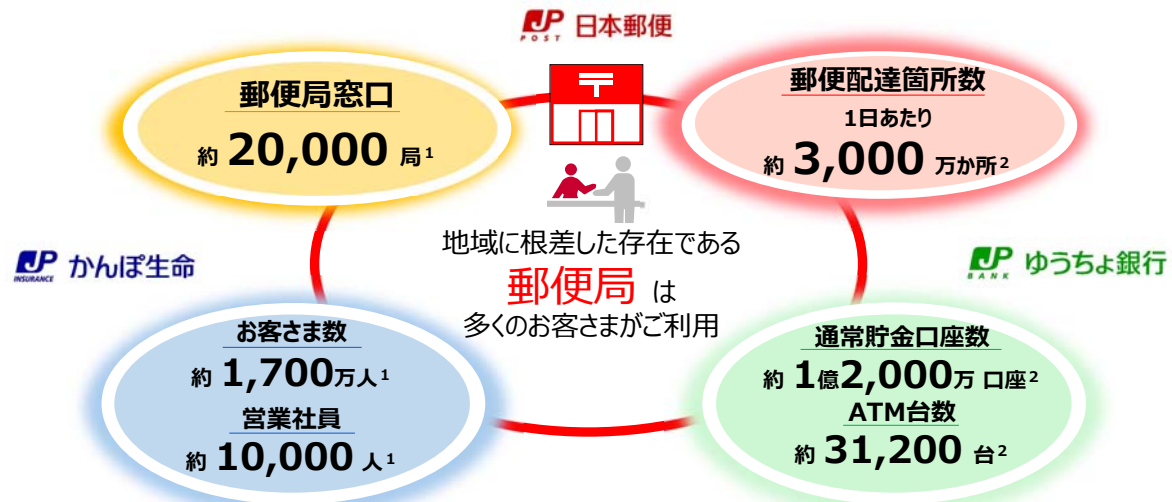 JP POST 日本郵便
郵便局窓口
約 20,000 局1
郵便配達箇所数
1日あたり
約 3,000 万か所2
〒
地域に根差した存在である
郵便局 は
多くのお客さまがご利用
JP INSURANCE かんぽ生命
JP BANK ゆうちょ銀行
お客さま数
約 1,700万人1
営業社員
約 10,000 人1
通常貯金口座数
約 1億2,000万 口座2
ATM台数
約 31,200 台2